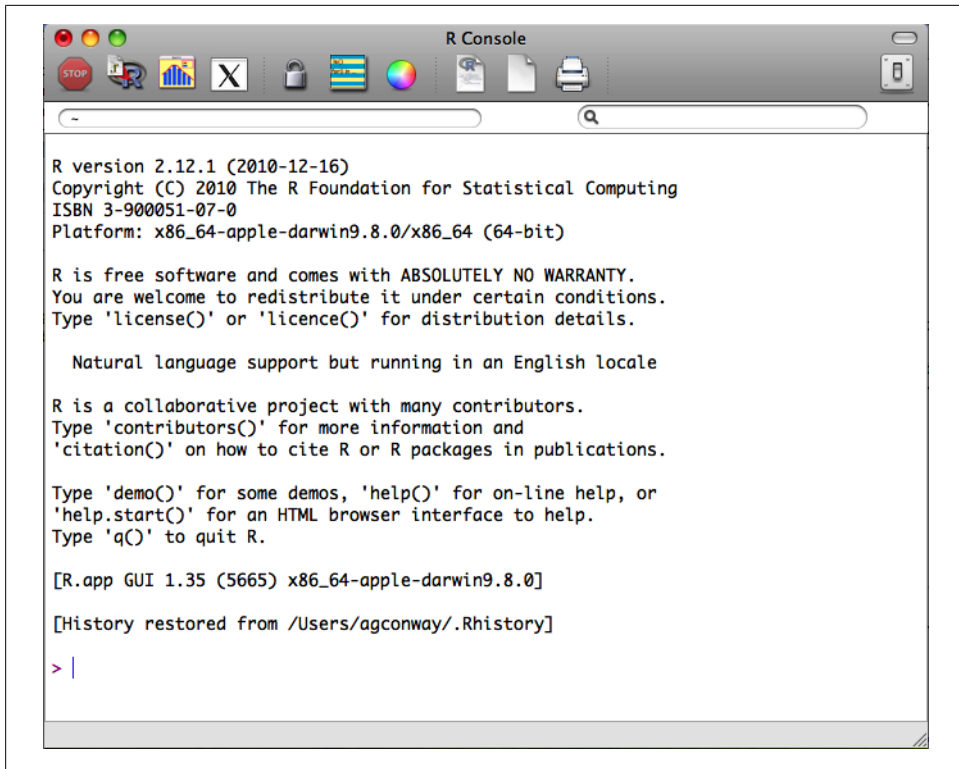 R Console
STOP
R
X
R
~
R version 2.12.1 (2010-12-16)
Copyright (C) 2010 The R Foundation for Statistical Computing
ISBN 3-900051-07-0
Platform: x86_64-apple-darwin9.8.0/x86_64 (64-bit)
R is free software and comes with ABSOLUTELY NO WARRANTY.
You are welcome to redistribute it under certain conditions.
Type 'license()' or 'licence()' for distribution details.
Natural language support but running in an English locale
R is a collaborative project with many contributors.
Type 'contributors()' for more information and
'citation()' on how to cite R or R packages in publications.
Type 'demo()' for some demos, 'help()' for on-line help, or
'help.start()' for an HTML browser interface to help.
Type 'q()' to quit R.
[R.app GUI 1.35 (5665) x86_64-apple-darwin9.8.0]
[History restored from /Users/agconway/.Rhistory]
>